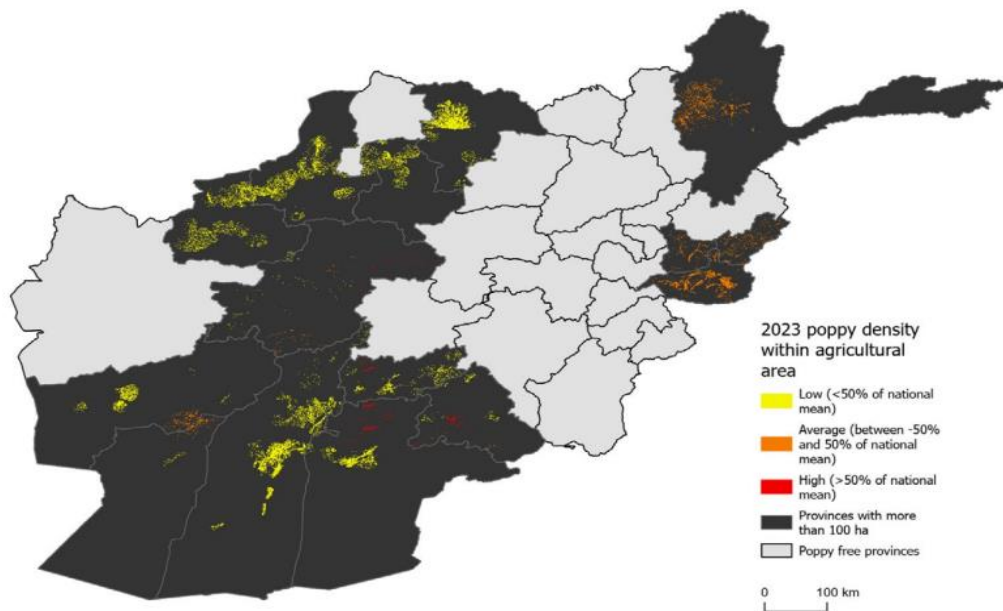 2023 poppy density
within agricultural
area
Low (<50% of national
mean)
Average (between -50%
and 50% of national
mean)
High (>50% of national
mean)
Provinces with more
than 100 ha
Poppy free provinces
0 100 km